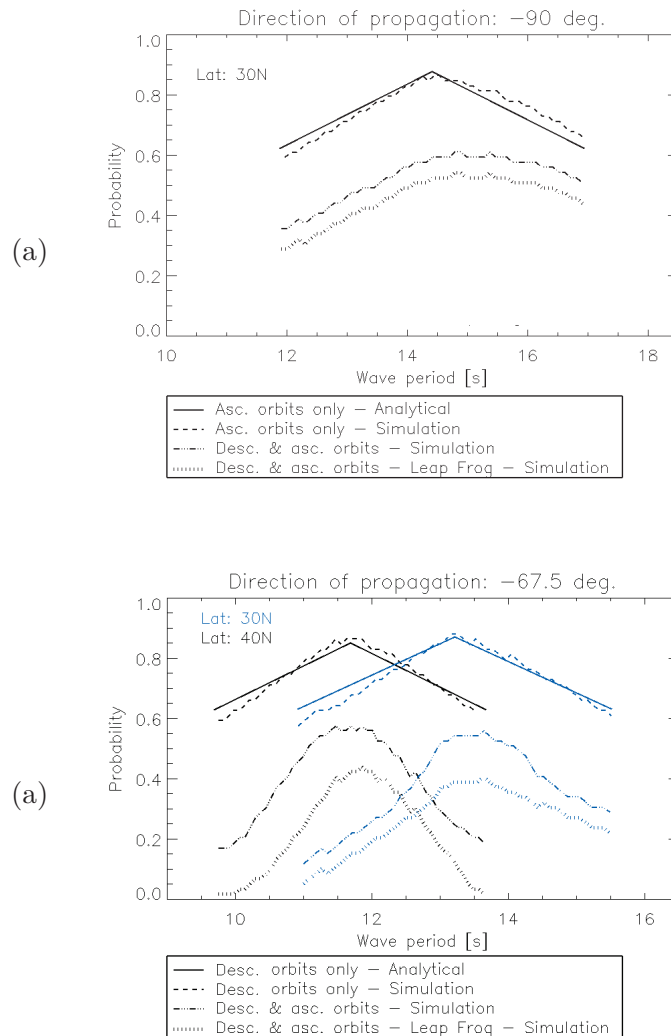 Direction of propagation: −90 deg.
1.0
Lat: 30N
0.8
0.6
0.4
0.2
0.0
Probability
(a)
10 12 14 16 18
Wave period [s]
Asc. orbits only − Analytical
Asc. orbits only − Simulation
Desc. & asc. orbits − Simulation
Desc. & asc. orbits − Leap Frog − Simulation
Direction of propagation: −67.5 deg.
1.0
Lat: 30N
Lat: 40N
0.8
0.6
0.4
0.2
0.0
Probability
(a)
10 12 14 16
Wave period [s]
Desc. orbits only − Analytical
Desc. orbits only − Simulation
Desc. & asc. orbits − Simulation
Desc. & asc. orbits − Leap Frog − Simulation